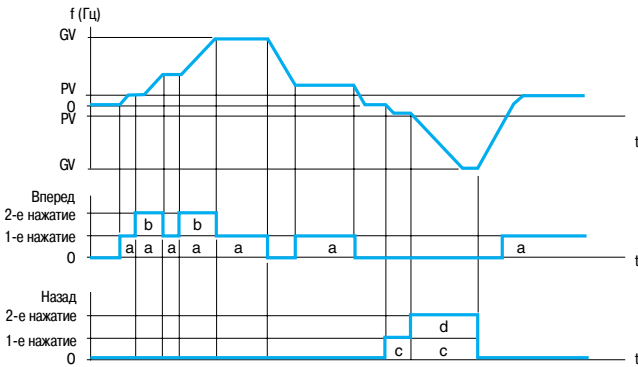 f (Гц)
GV
PV
0
PV
t
GV
Вперед
2-е нажатие
b b
1-е нажатие
a a a a a a a
0
t
Назад
2-е нажатие
d
1-е нажатие
c c
0
t